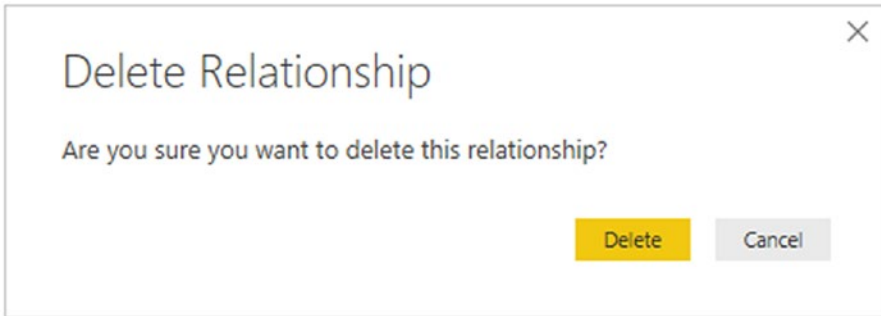 Delete Relationship
Are you sure you want to delete this relationship?
Delete Cancel